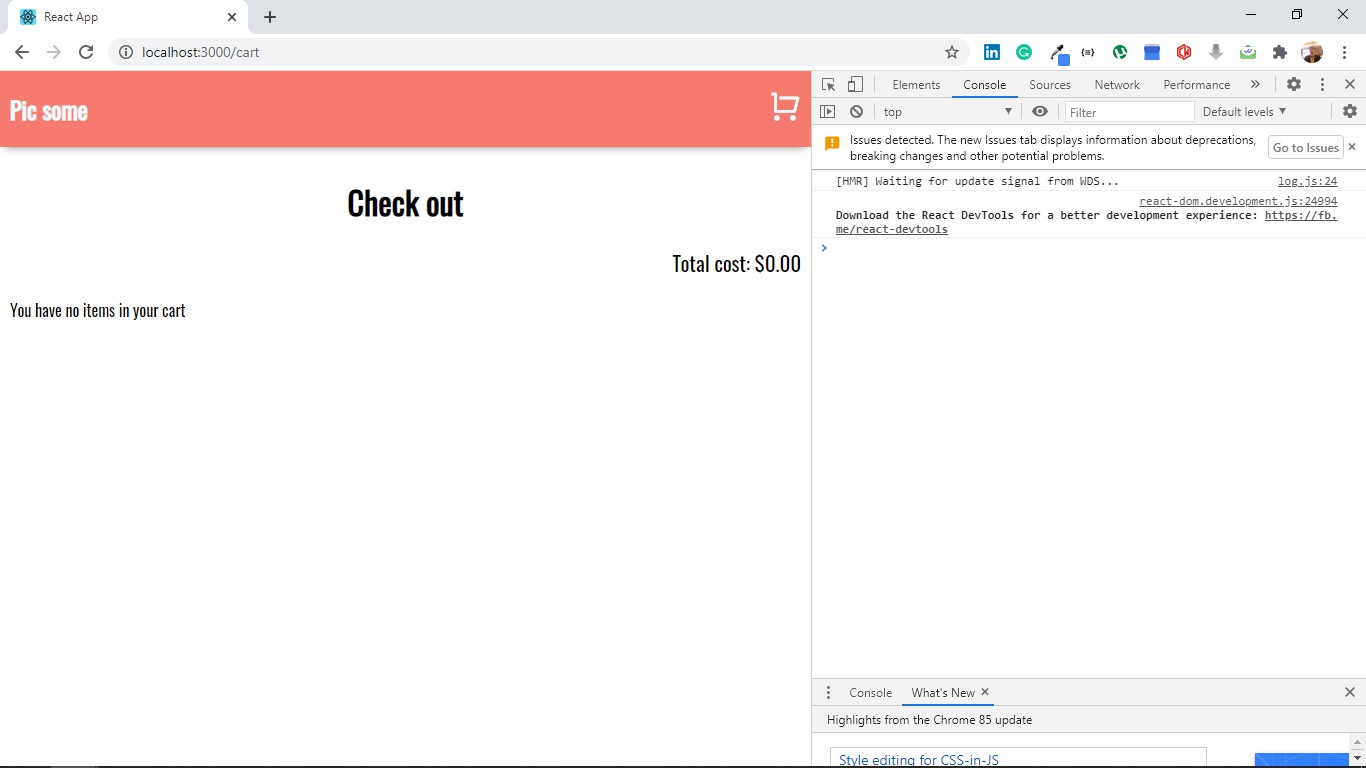 React App
localhost:3000/cart
Pic some
Check out
Total cost: $0.00
You have no items in your cart
Elements Console Sources Network Performance
top Filter Default levels
Issues detected. The new Issues tab displays information about deprecations,
breaking changes and other potential problems.
Go to Issues
[HMR] Waiting for update signal from WDS... log.js:24
react-dom.development.js:24994
Download the React DevTools for a better development experience: https://fb.
me/react-devtools
Console What's New
Highlights from the Chrome 85 update
Style editing for CSS-in-JS